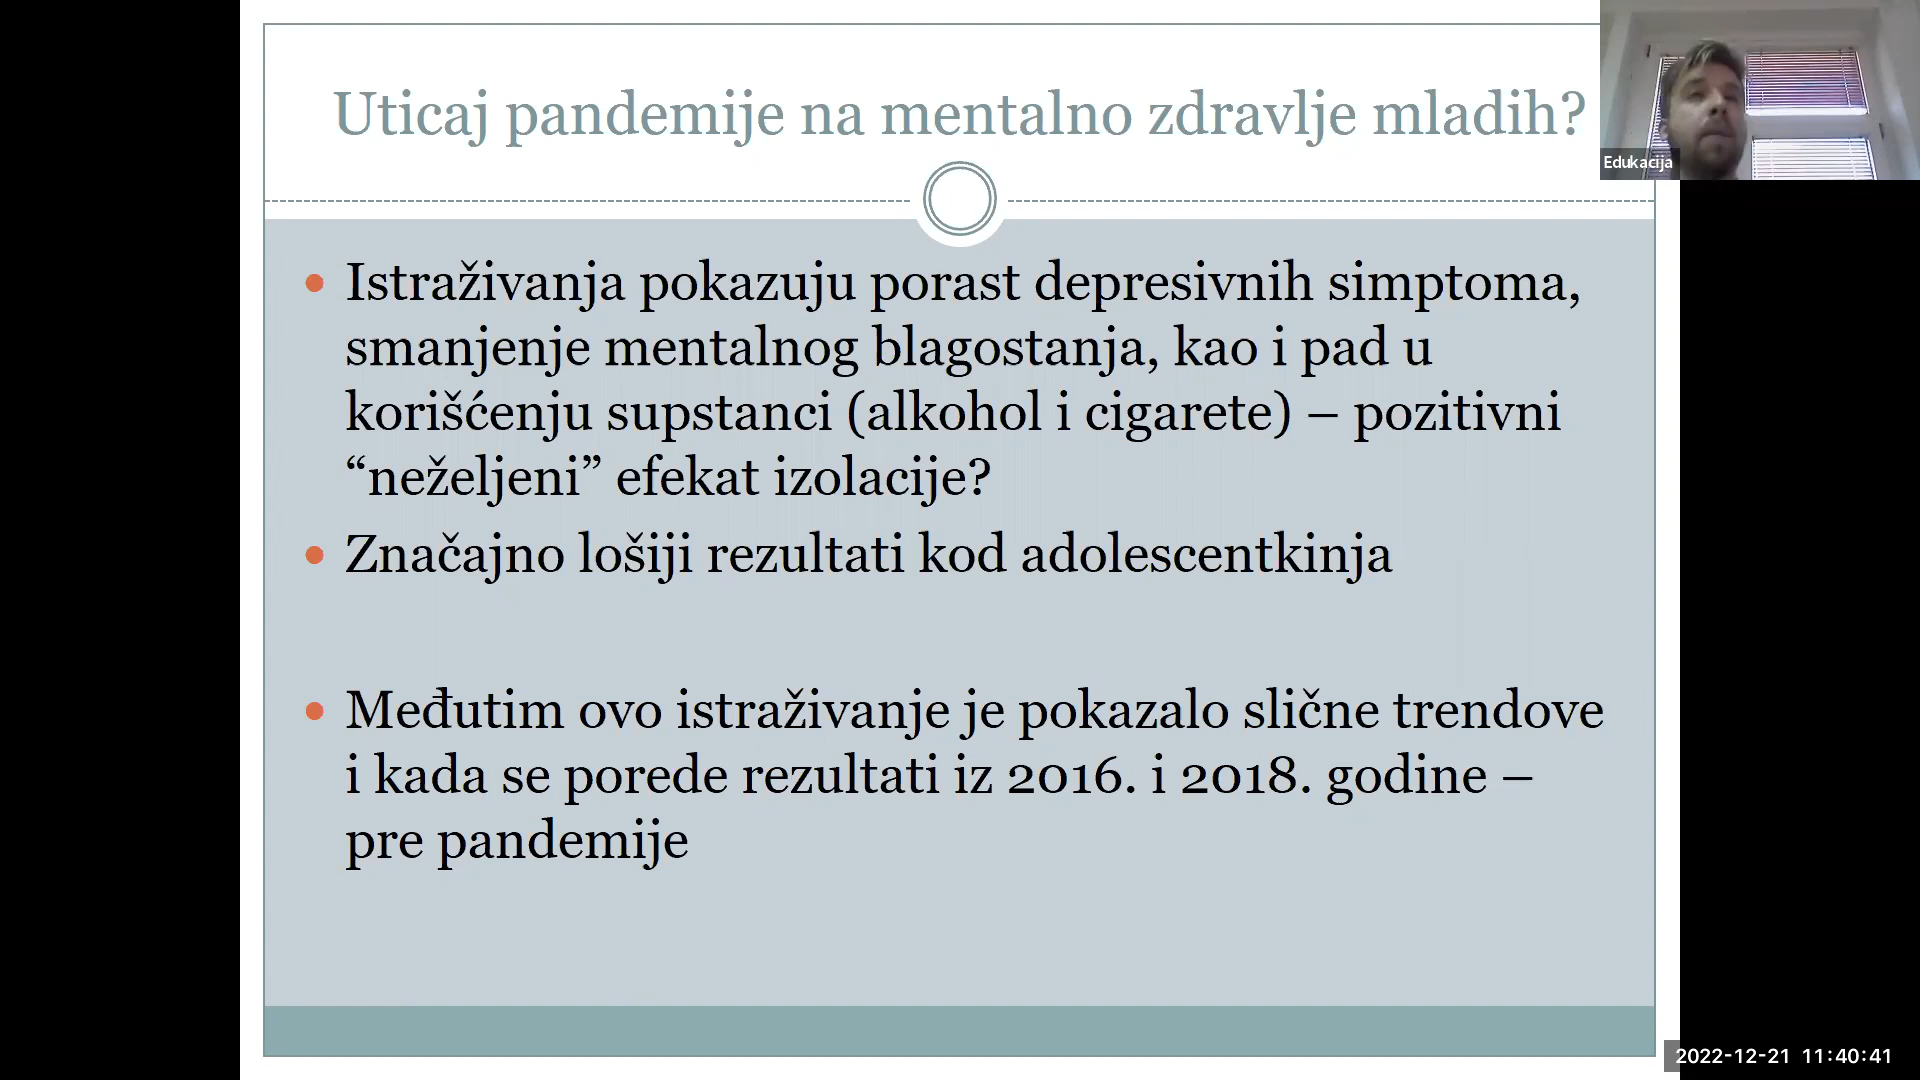 Uticaj pandemije na mentalno zdravlje mladih?
Edukacija
• Istraživanja pokazuju porast depresivnih simptoma,
smanjenje mentalnog blagostanja, kao i pad u
korišćenju supstanci (alkohol i cigarete) – pozitivni
“neželjeni” efekat izolacije?
• Značajno lošiji rezultati kod adolescentkinja
• Međutim ovo istraživanje je pokazalo slične trendove
i kada se porede rezultati iz 2016. i 2018. godine –
pre pandemije
2022-12-21 11:40:41